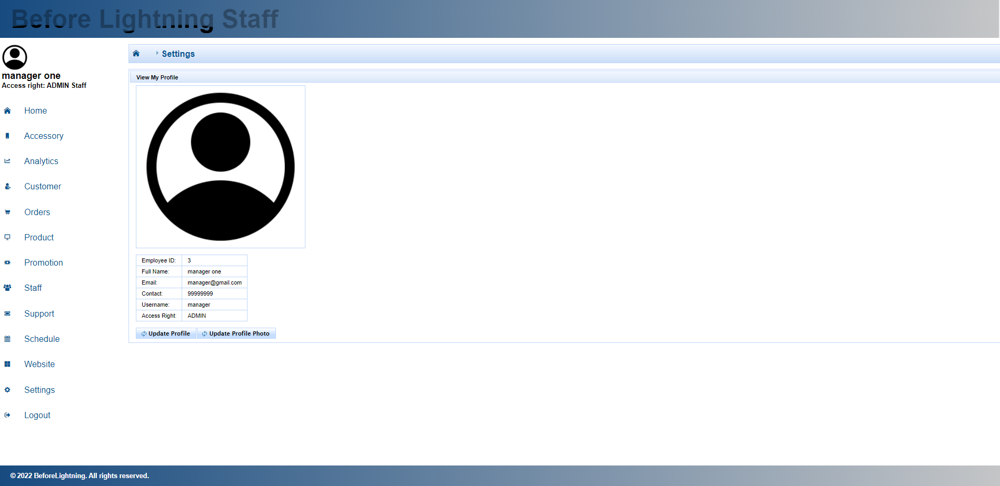 Before Lightning Staff
manager one
Access right: ADMIN Staff
Home
Accessory
Analytics
Customer
Orders
Product
Promotion
Staff
Support
Schedule
Website
Settings
Logout
Settings
View My Profile
Employee ID: 3
Full Name: manager one
Email: manager@gmail.com
Contact: 99999999
Username: manager
Access Right: ADMIN
Update Profile Update Profile Photo
© 2022 BeforeLightning. All rights reserved.